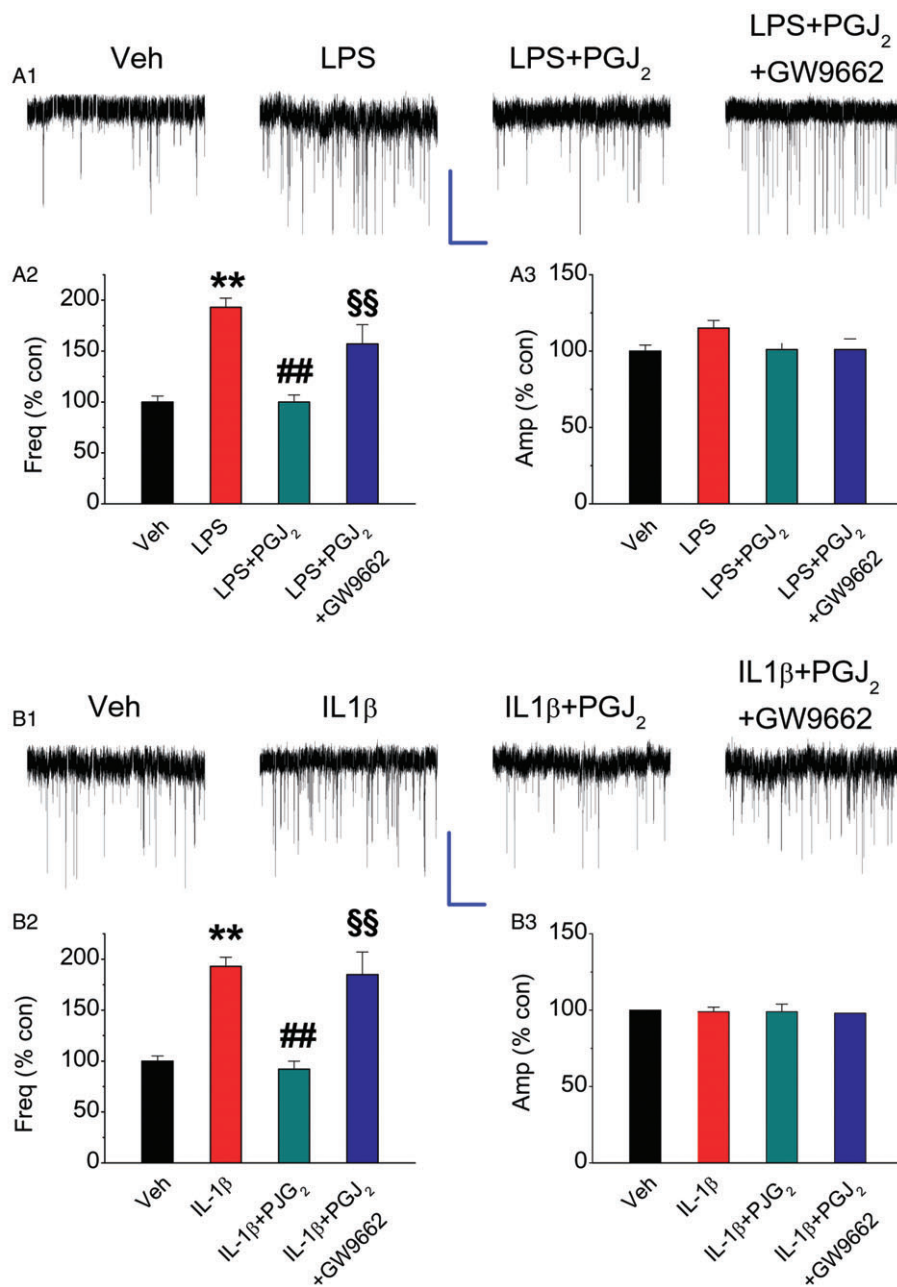 Veh
LPS
LPS+PGJ₂
LPS+PGJ₂
+GW9662
A1
A2
Freq (% con)
200
150
100
50
0
**
##
§§
Veh
LPS
LPS+PGJ₂
LPS+PGJ₂
+GW9662
A3
Amp (% con)
150
100
50
0
Veh
LPS
LPS+PGJ₂
LPS+PGJ₂
+GW9662
B1
Veh
IL1β
IL1β+PGJ₂
IL1β+PGJ₂
+GW9662
B2
Freq (% con)
200
150
100
50
0
**
##
§§
Veh
IL-1β
IL-1β+PJG₂
IL-1β+PGJ₂
+GW9662
B3
Amp (% con)
150
100
50
0
Veh
IL-1β
IL-1β+PJG₂
IL-1β+PGJ₂
+GW9662